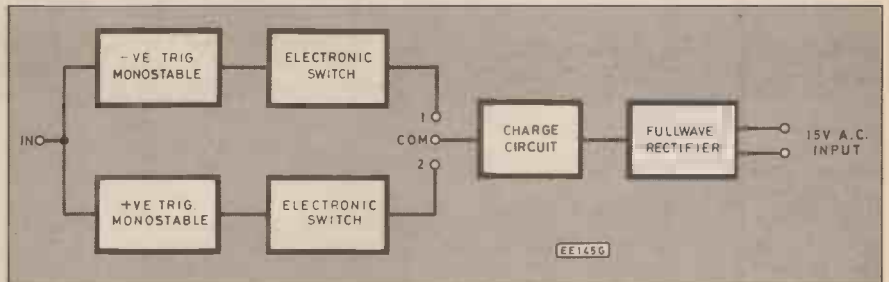 -VE TRIG.
MONOSTABLE
ELECTRONIC
SWITCH
1
IN
COM
CHARGE
CIRCUIT
FULLWAVE
RECTIFIER
15V A.C.
INPUT
2
+VE TRIG.
MONOSTABLE
ELECTRONIC
SWITCH
EE145G